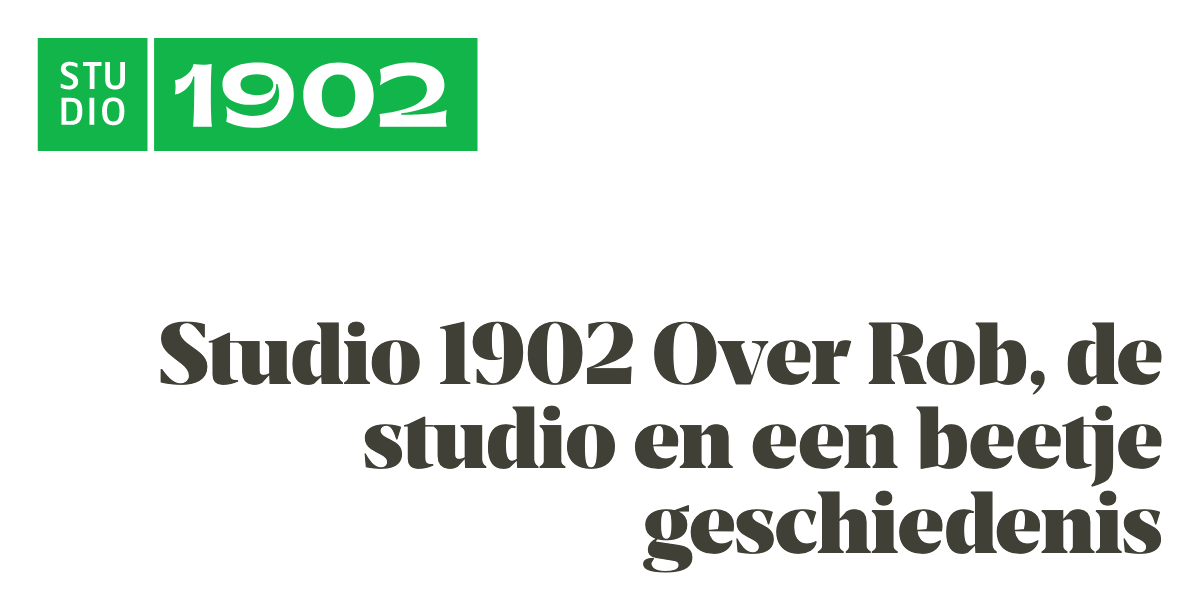 STU
DIO
1902
Studio 1902 Over Rob, de
studio en een beetje
geschiedenis